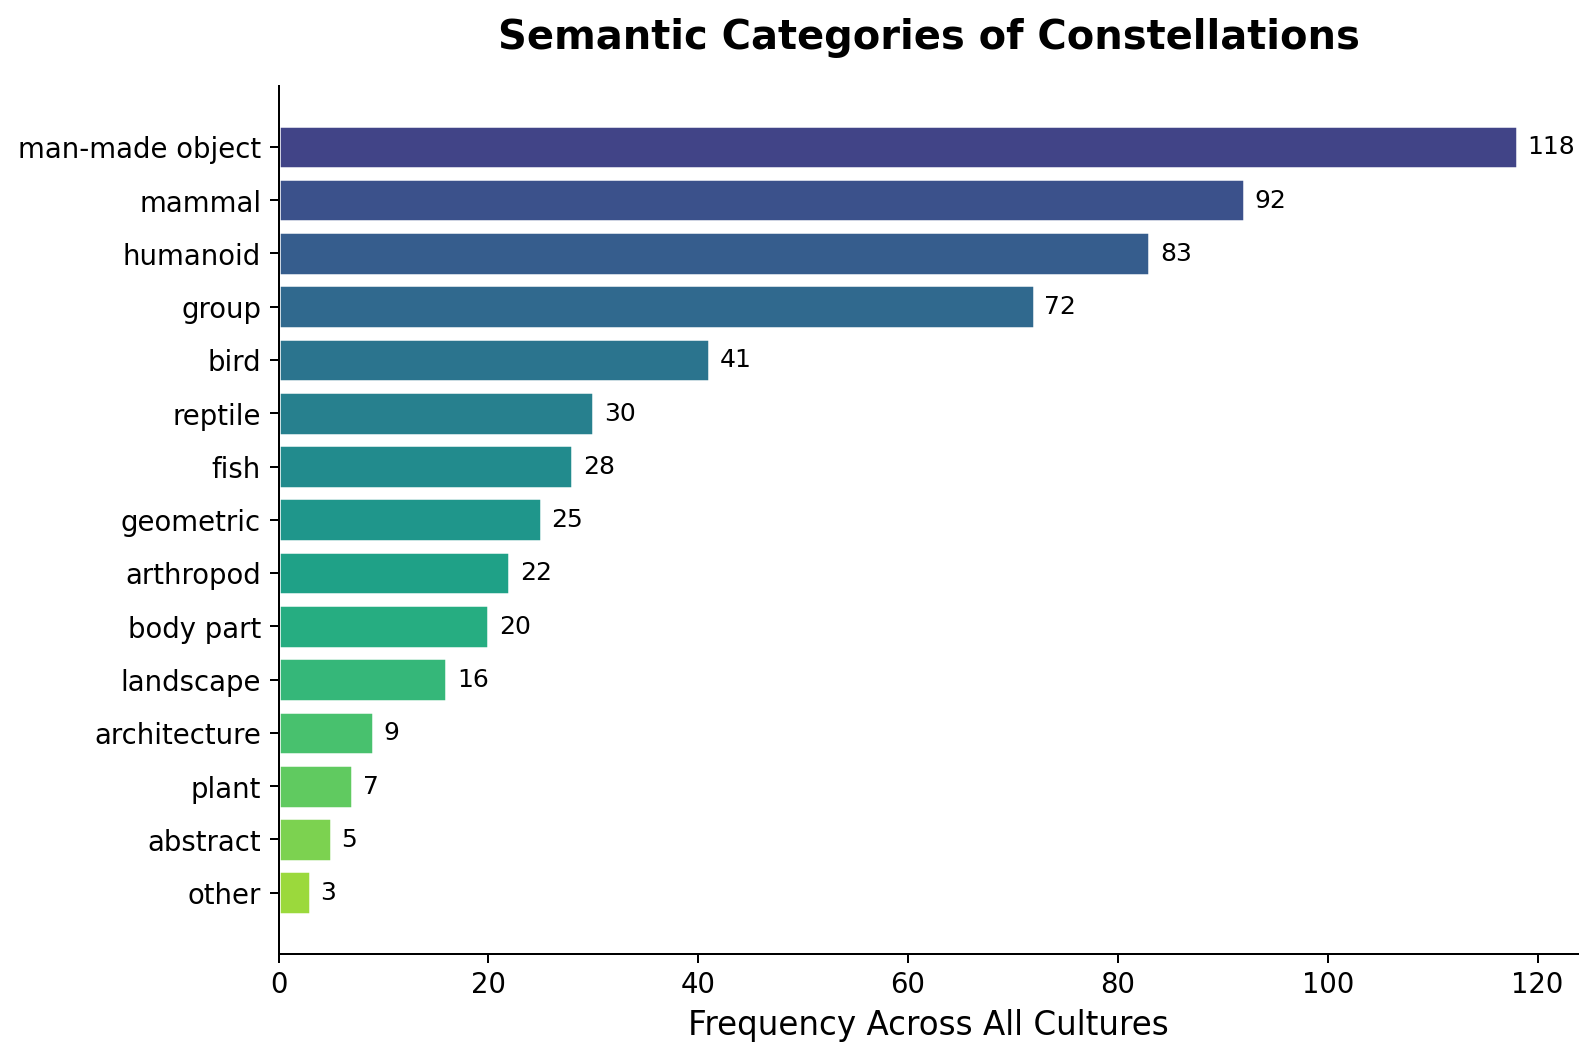 Semantic Categories of Constellations
man-made object 118
mammal 92
humanoid 83
group 72
bird 41
reptile 30
fish 28
geometric 25
arthropod 22
body part 20
landscape 16
architecture 9
plant 7
abstract 5
other 3
0 20 40 60 80 100 120
Frequency Across All Cultures